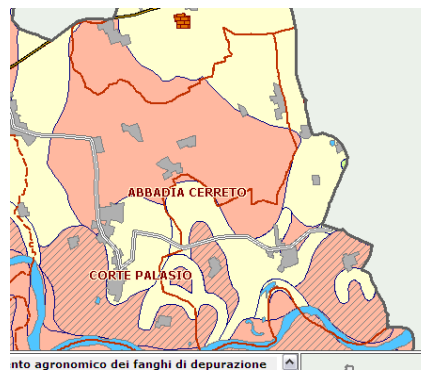 ABBADIA CERRETO
CORTE PALASIO
nto agronomico dei fanghi di depurazione